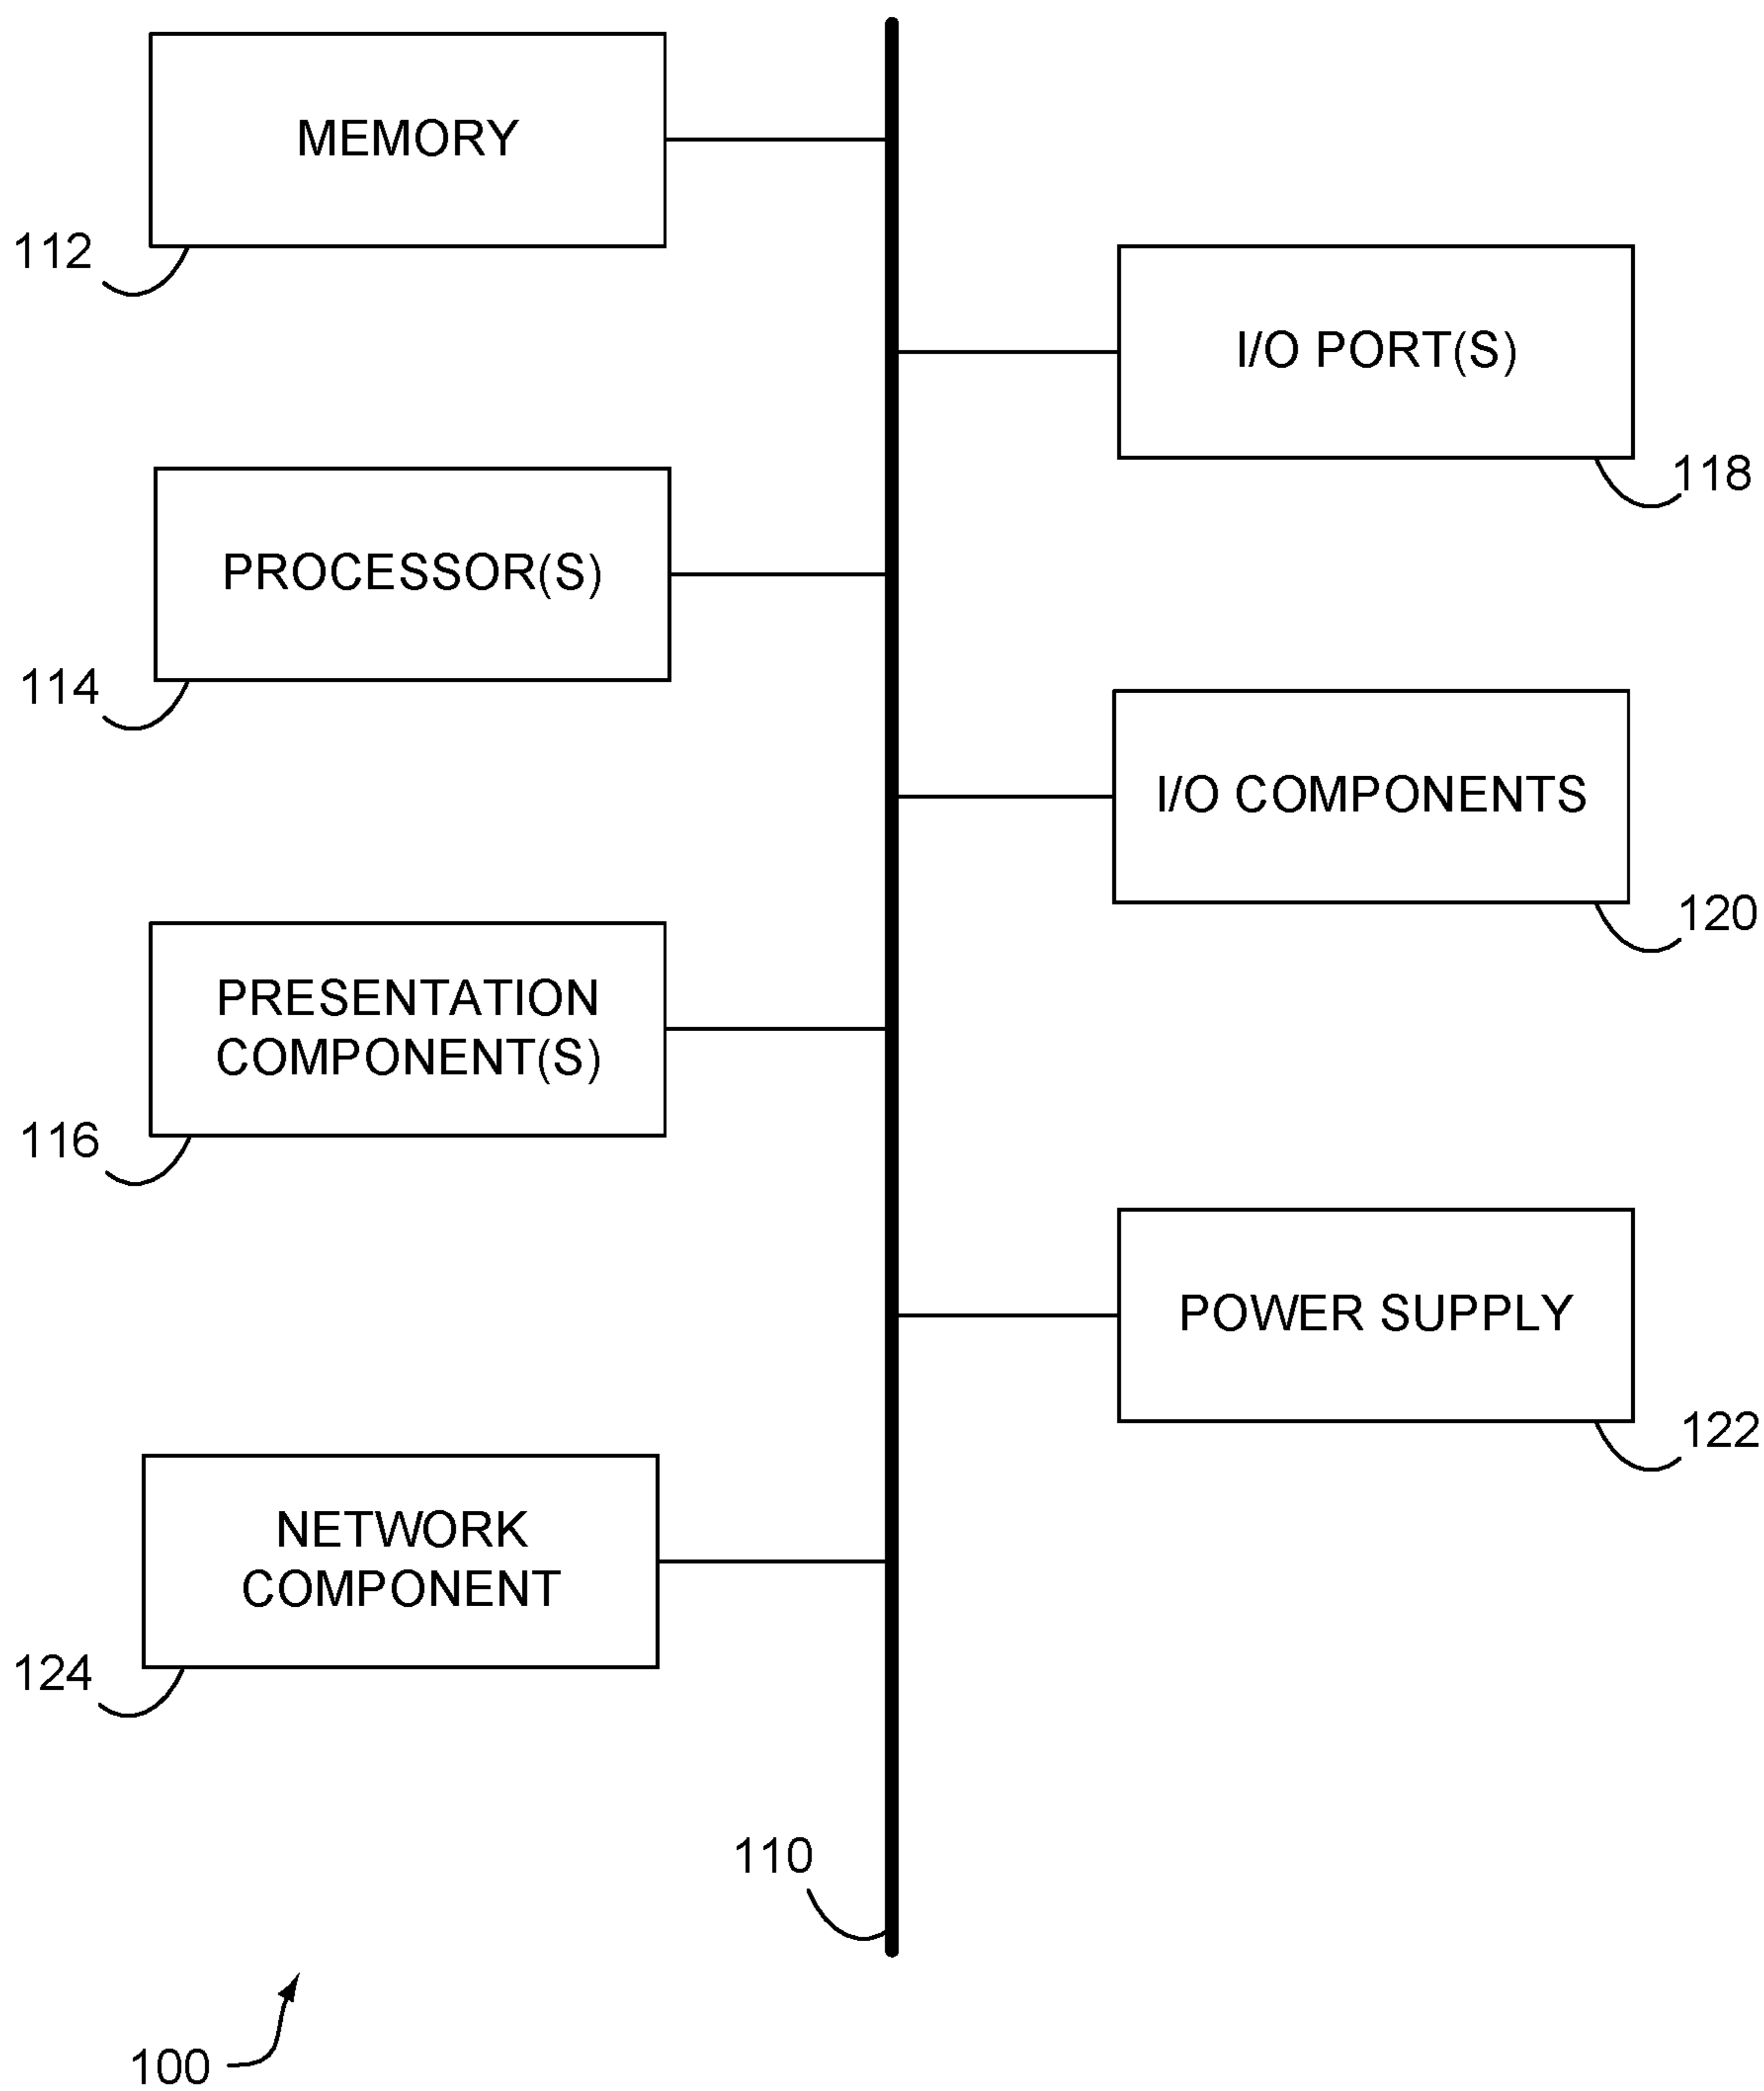 MEMORY
112
I/O PORT(S)
118
PROCESSOR(S)
114
I/O COMPONENTS
120
PRESENTATION
COMPONENT(S)
116
POWER SUPPLY
122
NETWORK
COMPONENT
124
110
100